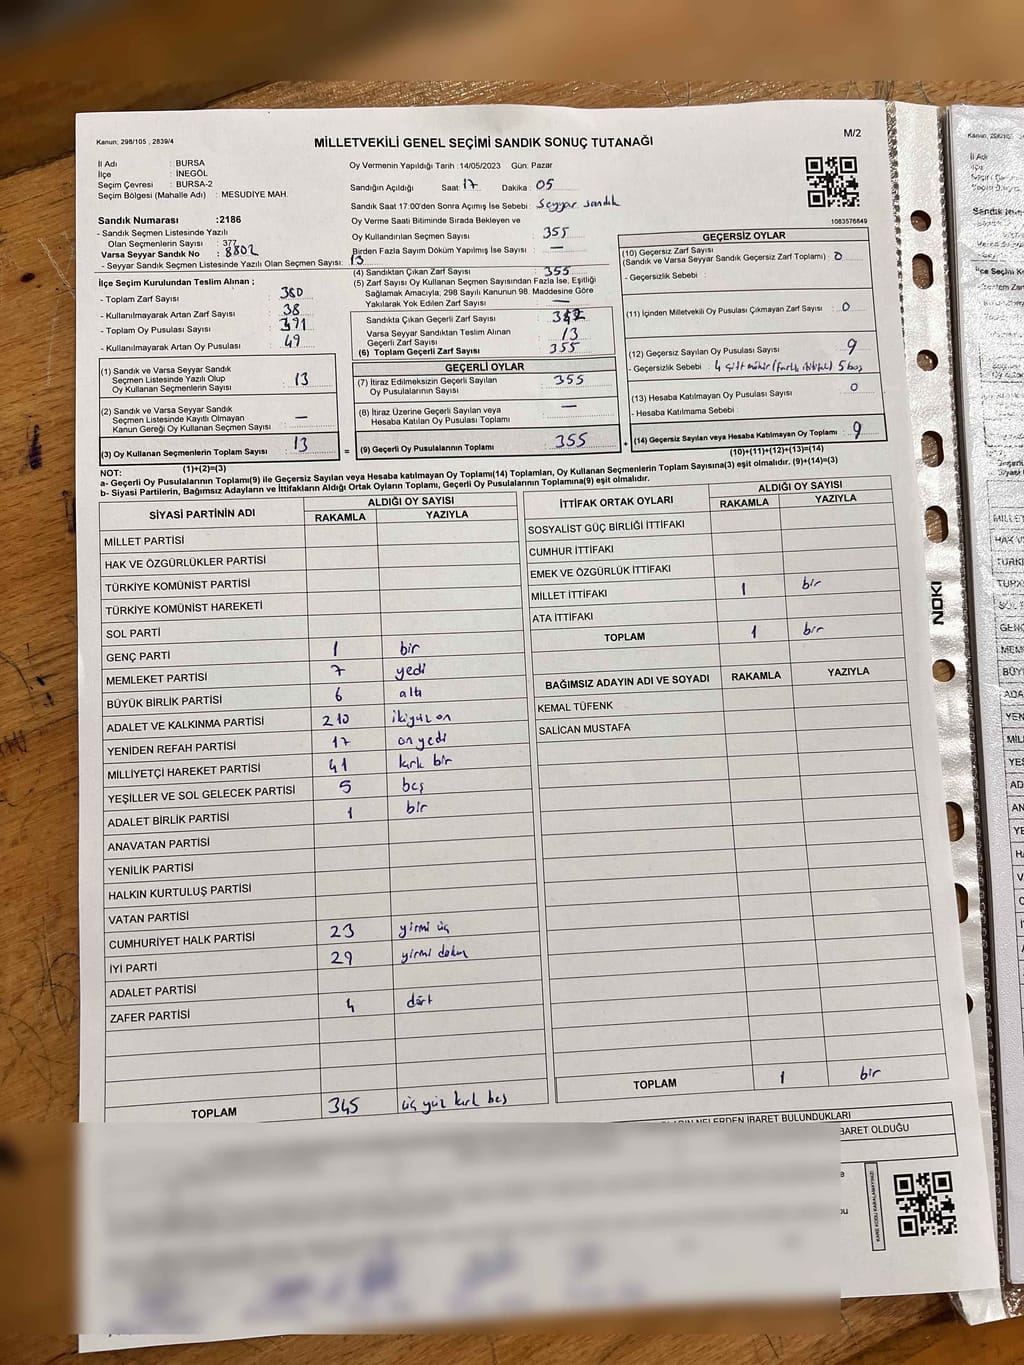 Kanun, 298/105 , 2839/4
MİLLETVEKİLİ GENEL SEÇİMİ SANDIK SONUÇ TUTANAĞI
M/2
İl Adı : BURSA
İlçe : İNEGÖL
Seçim Çevresi : BURSA-2
Seçim Bölgesi (Mahalle Adı) : MESUDİYE MAH.
Sandık Numarası :2186
- Sandık Seçmen Listesinde Yazılı
Olan Seçmenlerin Sayısı : 377
Varsa Seyyar Sandık No : 8802
- Seyyar Sandık Seçmen Listesinde Yazılı Olan Seçmen Sayısı: 13
Oy Vermenin Yapıldığı Tarih :14/05/2023 Gün: Pazar
Sandığın Açıldığı Saat: 17 Dakika : 05
Sandık Saat 17:00'den Sonra Açılmış İse Sebebi : Seyyar sandık
Oy Verme Saati Bitiminde Sırada Bekleyen ve
Oy Kullandırılan Seçmen Sayısı : 355
Birden Fazla Sayım Döküm Yapılmış İse Sayısı : —
1083576849
İlçe Seçim Kurulundan Teslim Alınan ;
- Toplam Zarf Sayısı : 380
- Kullanılmayarak Artan Zarf Sayısı : 38
- Toplam Oy Pusulası Sayısı : 391
- Kullanılmayarak Artan Oy Pusulası : 49
(4) Sandıktan Çıkan Zarf Sayısı : 355
(5) Zarf Sayısı Oy Kullanan Seçmen Sayısından Fazla İse, Eşitliği
Sağlamak Amacıyla, 298 Sayılı Kanunun 98. Maddesine Göre
Yakılarak Yok Edilen Zarf Sayısı : —
Sandıkta Çıkan Geçerli Zarf Sayısı : 342
Varsa Seyyar Sandıktan Teslim Alınan
Geçerli Zarf Sayısı : 13
(6) Toplam Geçerli Zarf Sayısı : 355
GEÇERSİZ OYLAR
(10) Geçersiz Zarf Sayısı
(Sandık ve Varsa Seyyar Sandık Geçersiz Zarf Toplamı) : 0
- Geçersizlik Sebebi :
(11) İçinden Milletvekili Oy Pusulası Çıkmayan Zarf Sayısı : 0
(12) Geçersiz Sayılan Oy Pusulası Sayısı : 9
- Geçersizlik Sebebi : 4 çift mühür (farklı ittifak) 5 boş
(13) Hesaba Katılmayan Oy Pusulası Sayısı : 0
- Hesaba Katılmama Sebebi :
(14) Geçersiz Sayılan veya Hesaba Katılmayan Oy Toplamı : 9
(10)+(11)+(12)+(13)=(14)
(1) Sandık ve Varsa Seyyar Sandık
Seçmen Listesinde Yazılı Olup
Oy Kullanan Seçmenlerin Sayısı : 13
(2) Sandık ve Varsa Seyyar Sandık
Seçmen Listesinde Kayıtlı Olmayan
Kanun Gereği Oy Kullanan Seçmen Sayısı : —
(3) Oy Kullanan Seçmenlerin Toplam Sayısı : 13
(1)+(2)=(3)
GEÇERLİ OYLAR
(7) İtiraz Edilmeksizin Geçerli Sayılan
Oy Pusulalarının Sayısı : 355
(8) İtiraz Üzerine Geçerli Sayılan veya
Hesaba Katılan Oy Pusulaları Toplamı : —
= (9) Geçerli Oy Pusulalarının Toplamı : 355 +
NOT:
a- Geçerli Oy Pusulalarının Toplamı(9) ile Geçersiz Sayılan veya Hesaba katılmayan Oy Toplamı(14) Toplamları, Oy Kullanan Seçmenlerin Toplam Sayısına(3) eşit olmalıdır. (9)+(14)=(3)
b- Siyasi Partilerin, Bağımsız Adayların ve İttifakların Aldığı Ortak Oyların Toplamı, Geçerli Oy Pusulalarının Toplamına(9) eşit olmalıdır.
SİYASİ PARTİNİN ADI ALDIĞI OY SAYISI
RAKAMLA YAZIYLA
MİLLET PARTİSİ
HAK VE ÖZGÜRLÜKLER PARTİSİ
TÜRKİYE KOMÜNİST PARTİSİ
TÜRKİYE KOMÜNİST HAREKETİ
SOL PARTİ
GENÇ PARTİ 1 bir
MEMLEKET PARTİSİ 7 yedi
BÜYÜK BİRLİK PARTİSİ 6 altı
ADALET VE KALKINMA PARTİSİ 210 ikiyüz on
YENİDEN REFAH PARTİSİ 17 on yedi
MİLLİYETÇİ HAREKET PARTİSİ 41 kırk bir
YEŞİLLER VE SOL GELECEK PARTİSİ 5 beş
ADALET BİRLİK PARTİSİ 1 bir
ANAVATAN PARTİSİ
YENİLİK PARTİSİ
HALKIN KURTULUŞ PARTİSİ
VATAN PARTİSİ
CUMHURİYET HALK PARTİSİ 23 yirmi üç
İYİ PARTİ 29 yirmi dokuz
ADALET PARTİSİ
ZAFER PARTİSİ 4 dört
TOPLAM 345 üç yüz kırk beş
İTTİFAK ORTAK OYLARI ALDIĞI OY SAYISI
RAKAMLA YAZIYLA
SOSYALİST GÜÇ BİRLİĞİ İTTİFAKI
CUMHUR İTTİFAKI
EMEK VE ÖZGÜRLÜK İTTİFAKI
MİLLET İTTİFAKI 1 bir
ATA İTTİFAKI
TOPLAM 1 bir
BAĞIMSIZ ADAYIN ADI VE SOYADI RAKAMLA YAZIYLA
KEMAL TÜFENK
SALİCAN MUSTAFA
TOPLAM 1 bir
NELERDEN İBARET BULUNDUKLARI
BARET OLDUĞU
NOKI